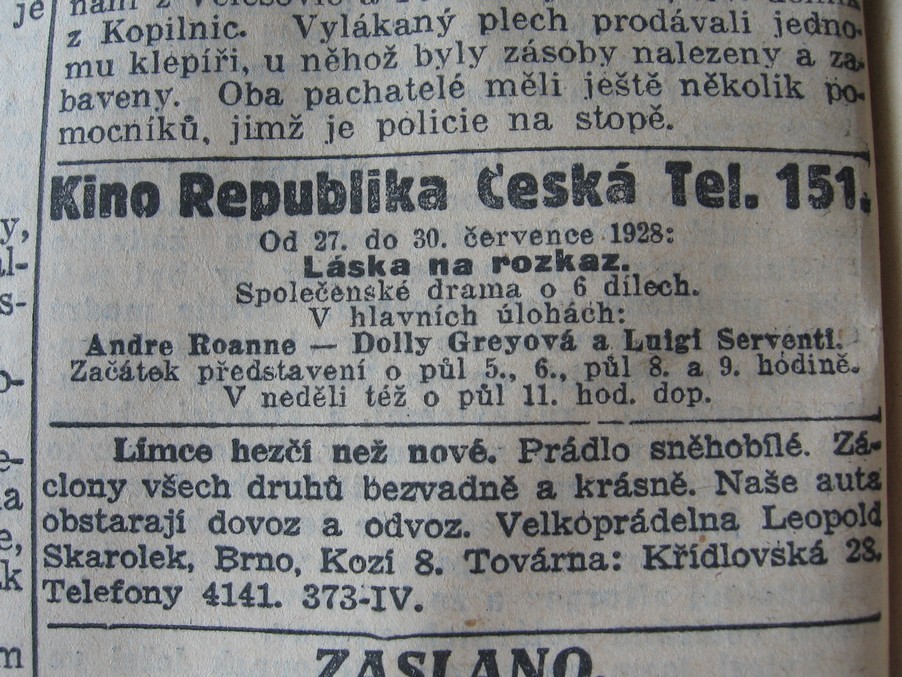 je
z Kopilnic. Vylákaný plech prodávali jedno-
mu klepíři, u něhož byly zásoby nalezeny a za-
baveny. Oba pachatelé měli ještě několik po-
mocníků, jimž je policie na stopě.
Kino Republika Česká Tel. 151.
Od 27. do 30. července 1928:
Láska na rozkaz.
Společenské drama o 6 dílech.
V hlavních úlohách:
Andre Roanne — Dolly Greyová a Luigi Serventi.
Začátek představení o půl 5., 6., půl 8. a 9. hodině.
V neděli též o půl 11. hod. dop.
Límce hezčí než nové. Prádlo sněhobílé. Zá-
clony všech druhů bezvadně a krásně. Naše auta
obstarají dovoz a odvoz. Velkoprádelna Leopold
Skarolek, Brno, Kozí 8. Továrna: Křídlovská 28.
Telefony 4141. 373-IV.
ZASLANO.